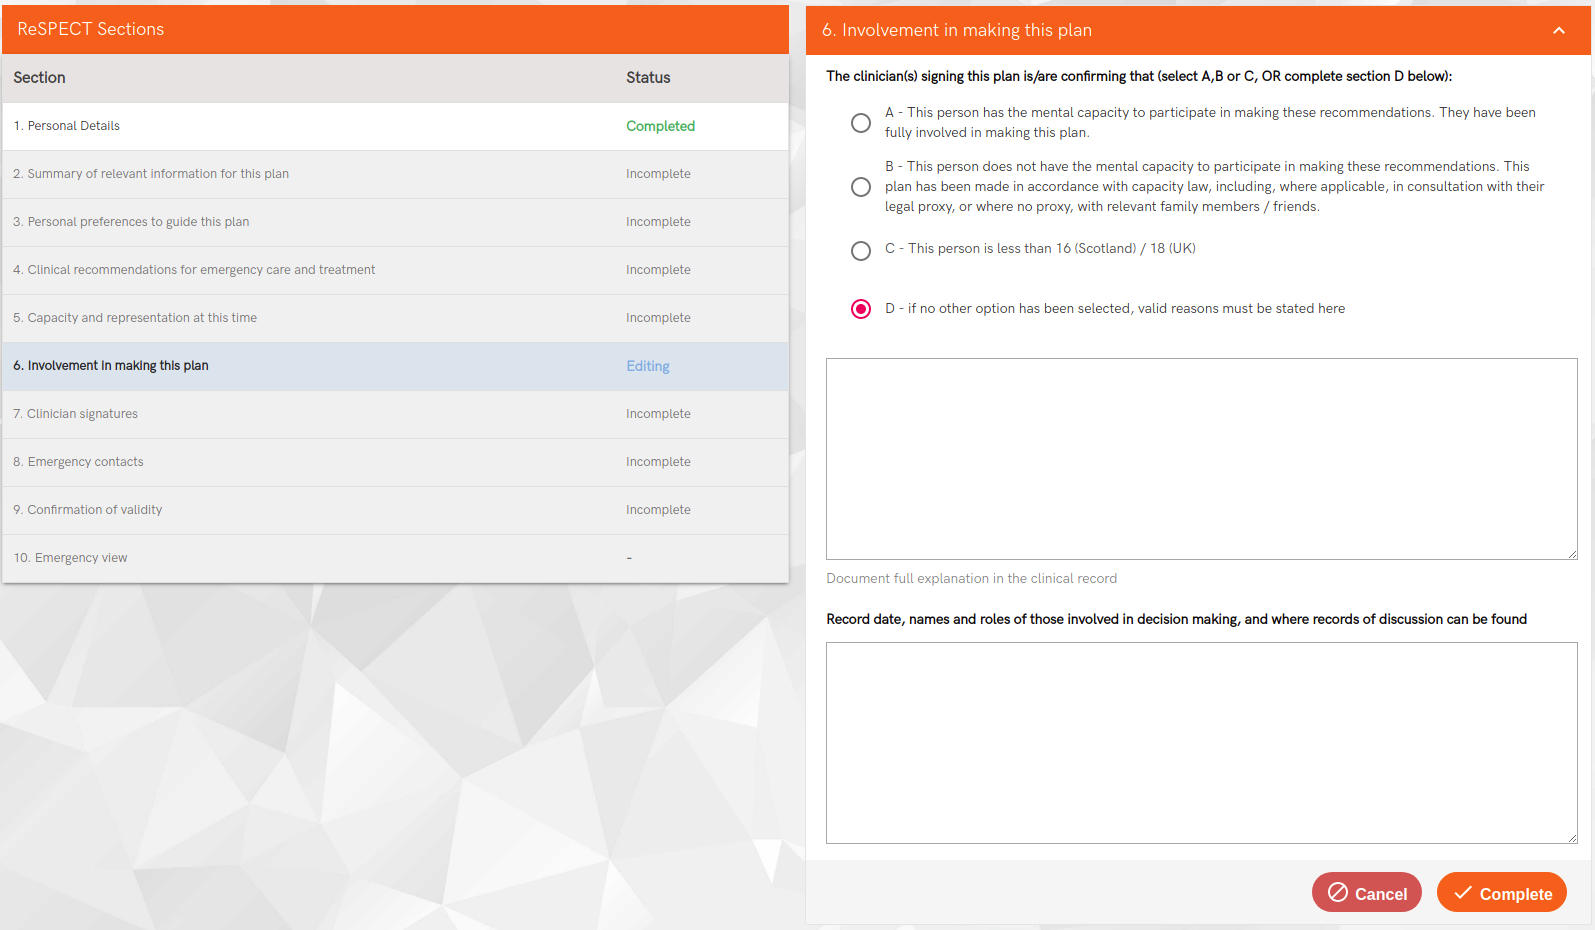 ReSPECT Sections
Section Status
1. Personal Details Completed
2. Summary of relevant information for this plan Incomplete
3. Personal preferences to guide this plan Incomplete
4. Clinical recommendations for emergency care and treatment Incomplete
5. Capacity and representation at this time Incomplete
6. Involvement in making this plan Editing
7. Clinician signatures Incomplete
8. Emergency contacts Incomplete
9. Confirmation of validity Incomplete
10. Emergency view -
6. Involvement in making this plan
The clinician(s) signing this plan is/are confirming that (select A,B or C, OR complete section D below):
A - This person has the mental capacity to participate in making these recommendations. They have been
fully involved in making this plan.
B - This person does not have the mental capacity to participate in making these recommendations. This
plan has been made in accordance with capacity law, including, where applicable, in consultation with their
legal proxy, or where no proxy, with relevant family members / friends.
C - This person is less than 16 (Scotland) / 18 (UK)
D - if no other option has been selected, valid reasons must be stated here
Document full explanation in the clinical record
Record date, names and roles of those involved in decision making, and where records of discussion can be found
Cancel Complete